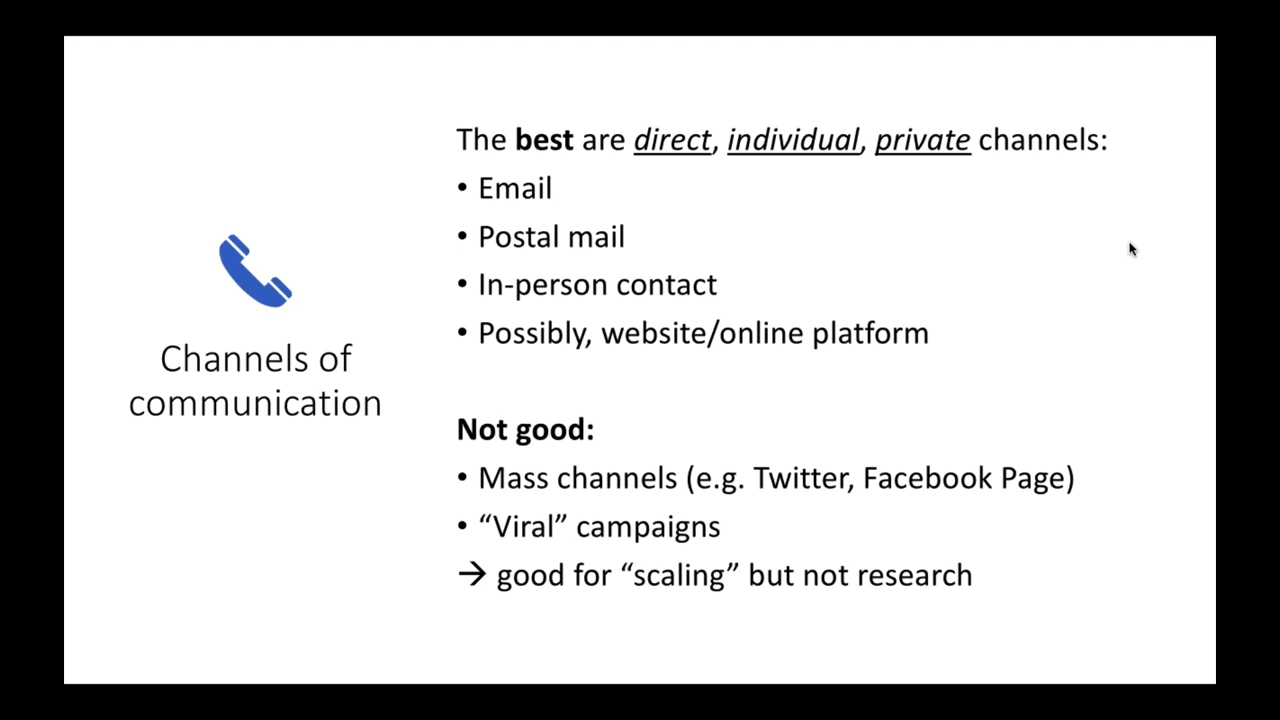 Channels of
communication
The best are direct, individual, private channels:
• Email
• Postal mail
• In-person contact
• Possibly, website/online platform
Not good:
• Mass channels (e.g. Twitter, Facebook Page)
• “Viral” campaigns
→ good for “scaling” but not research